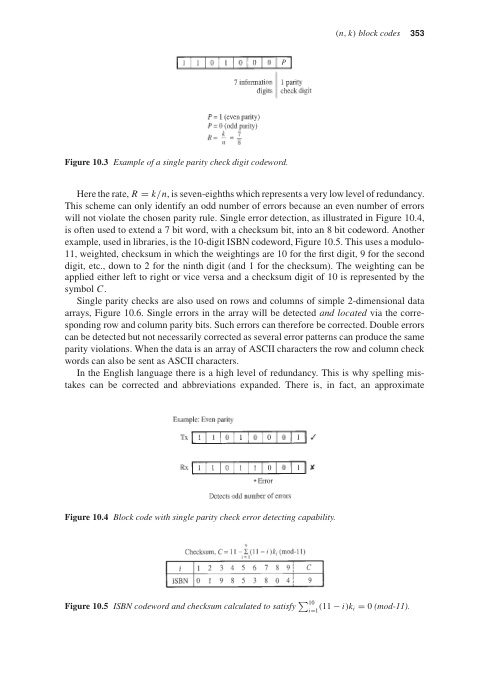 (n, k) block codes 353
1 1 0 1 0 0 0 P
7 information 1 parity
digits check digit
P = 1 (even parity)
P = 0 (odd parity)
R = k/n = 7/8
Figure 10.3 Example of a single parity check digit codeword.
Here the rate, R = k/n, is seven-eighths which represents a very low level of redundancy.
This scheme can only identify an odd number of errors because an even number of errors
will not violate the chosen parity rule. Single error detection, as illustrated in Figure 10.4,
is often used to extend a 7 bit word, with a checksum bit, into an 8 bit codeword. Another
example, used in libraries, is the 10-digit ISBN codeword, Figure 10.5. This uses a modulo-
11, weighted, checksum in which the weightings are 10 for the first digit, 9 for the second
digit, etc., down to 2 for the ninth digit (and 1 for the checksum). The weighting can be
applied either left to right or vice versa and a checksum digit of 10 is represented by the
symbol C.
Single parity checks are also used on rows and columns of simple 2-dimensional data
arrays, Figure 10.6. Single errors in the array will be detected and located via the corre-
sponding row and column parity bits. Such errors can therefore be corrected. Double errors
can be detected but not necessarily corrected as several error patterns can produce the same
parity violations. When the data is an array of ASCII characters the row and column check
words can also be sent as ASCII characters.
In the English language there is a high level of redundancy. This is why spelling mis-
takes can be corrected and abbreviations expanded. There is, in fact, an approximate
Example: Even parity
Tx 1 1 0 1 0 0 0 1 ✓
Rx 1 1 0 1 1 0 0 1 ✗
Error
Detects odd number of errors
Figure 10.4 Block code with single parity check error detecting capability.
Checksum, C = 11 − Σ_{i=1}^{9} (11 − i)k_i (mod-11)
i 1 2 3 4 5 6 7 8 9 C
ISBN 0 1 9 8 5 3 8 0 4 9
Figure 10.5 ISBN codeword and checksum calculated to satisfy ∑_{i=1}^{10} (11 − i)k_i = 0 (mod-11).